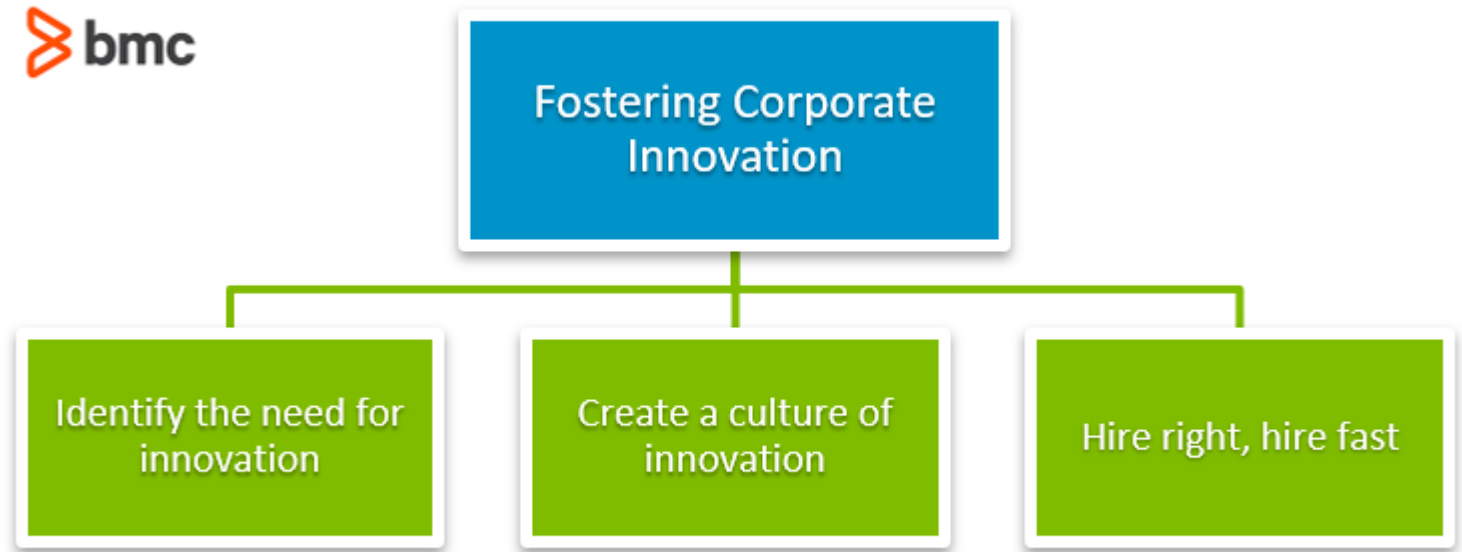 bmc
Fostering Corporate
Innovation
Identify the need for
innovation
Create a culture of
innovation
Hire right, hire fast